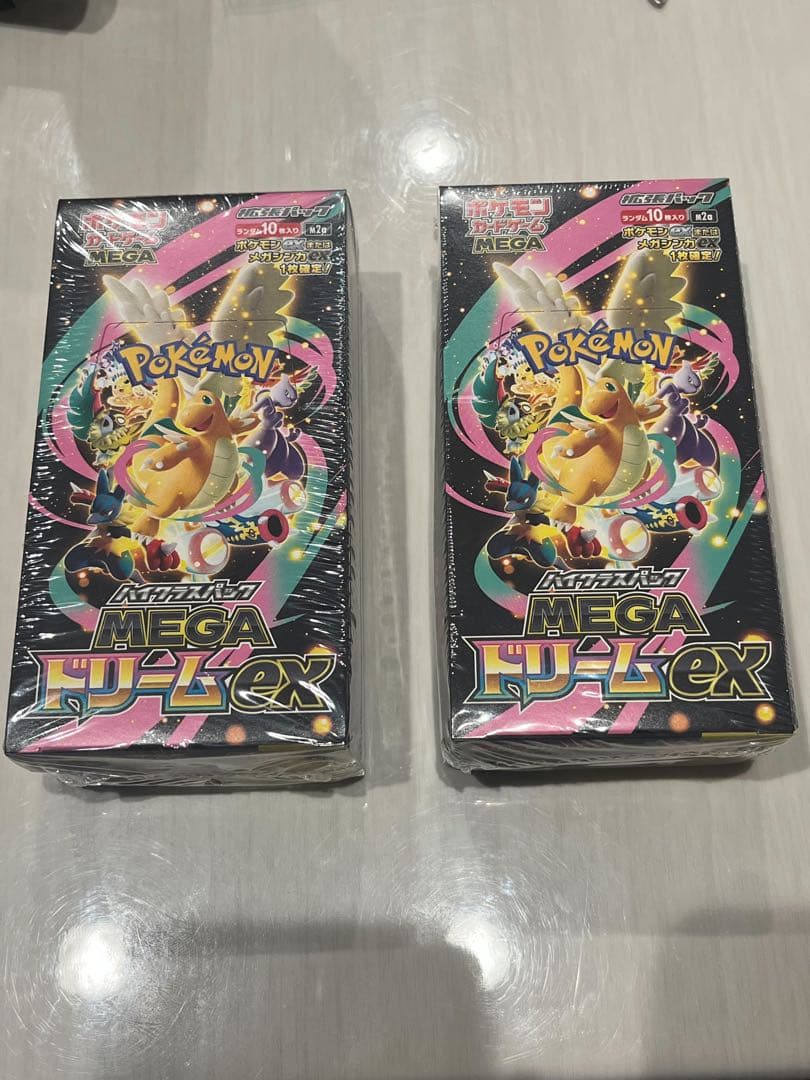 ポケモン
カードゲーム
MEGA
拡張パック
ランダム10枚入り
M2a
ポケモンexまたは
メガシンカex
1枚確定!
POKéMON
ハイクラスパック
MEGA
ドリームex
ポケモン
カードゲーム
MEGA
拡張パック
ランダム10枚入り
M2a
ポケモンexまたは
メガシンカex
1枚確定!
POKéMON
ハイクラスパック
MEGA
ドリームex